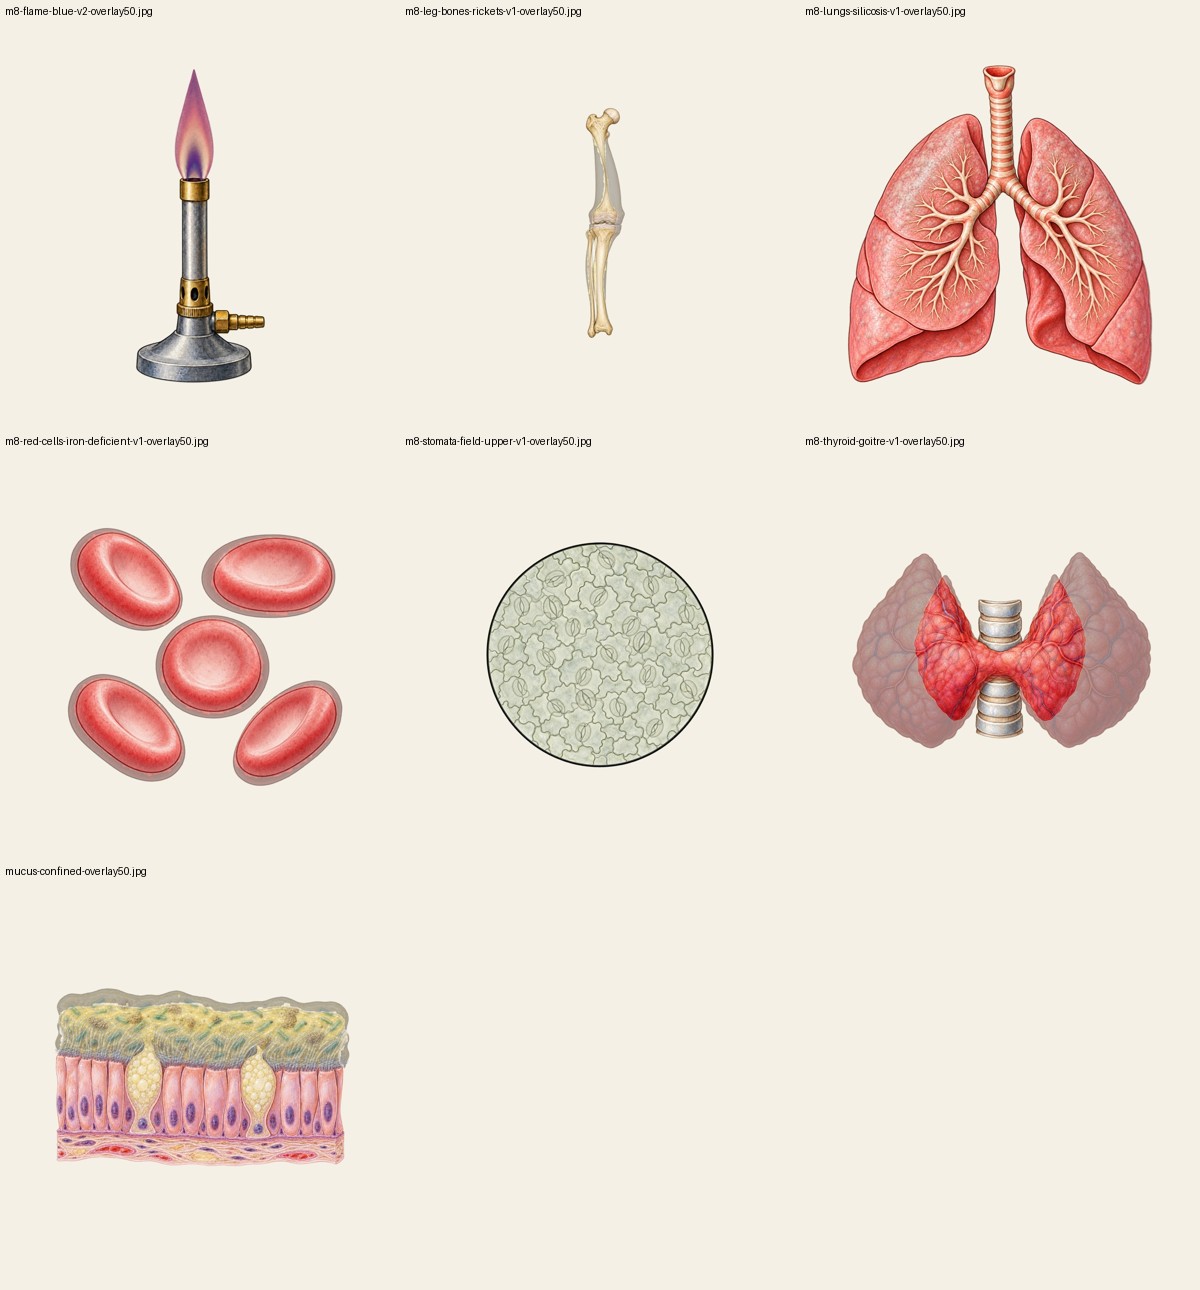 m8-flame-blue-v2-overlay50.jpg
m8-leg-bones-rickets-v1-overlay50.jpg
m8-lungs-silicosis-v1-overlay50.jpg
m8-red-cells-iron-deficient-v1-overlay50.jpg
m8-stomata-field-upper-v1-overlay50.jpg
m8-thyroid-goitre-v1-overlay50.jpg
mucus-confined-overlay50.jpg